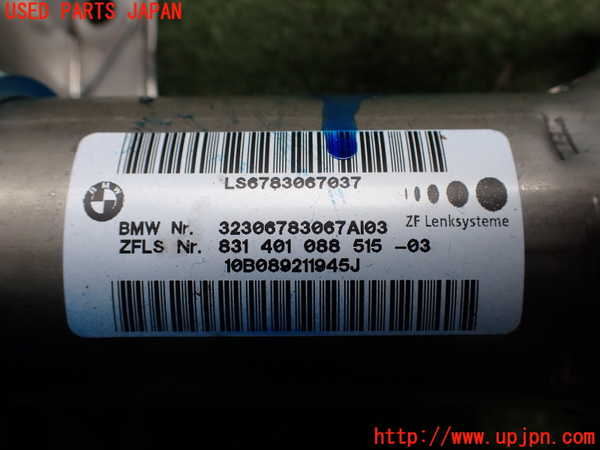 USED PARTS JAPAN
LS6783067037
BMW
BMW Nr. 32306783067AI03
ZF Lenksysteme
ZFLS Nr. 831 401 088 515 -03
10B089211945J
http://www.upjpn.com/